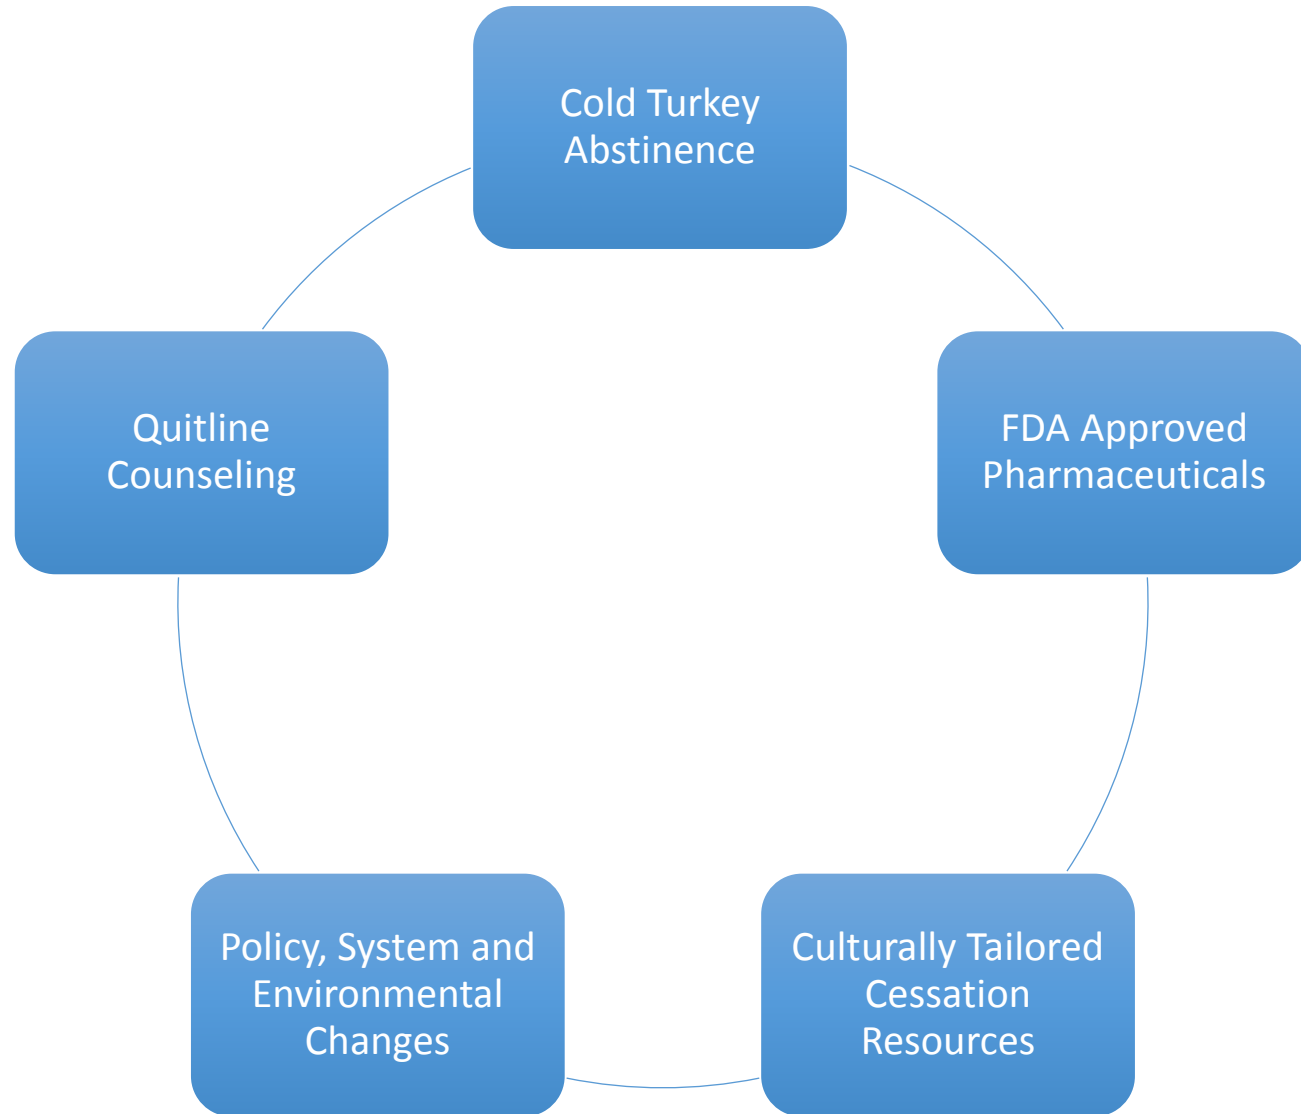 Cold Turkey
Abstinence
FDA Approved
Pharmaceuticals
Culturally Tailored
Cessation
Resources
Policy, System and
Environmental
Changes
Quitline
Counseling